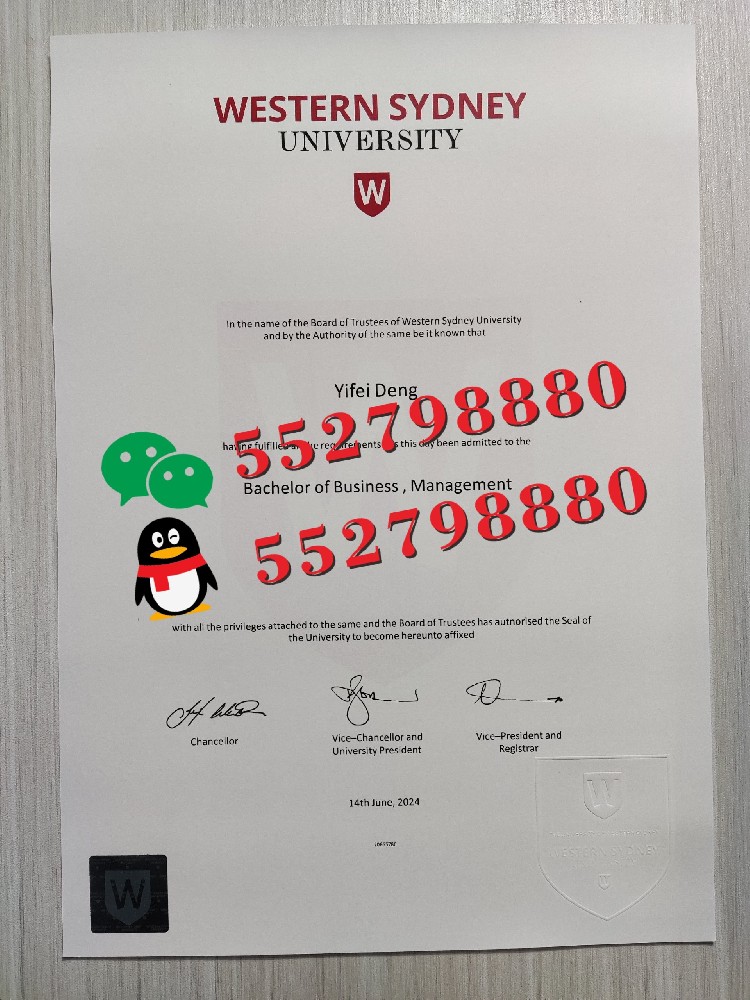 WESTERN SYDNEY
UNIVERSITY
W
In the name of the Board of Trustees of Western Sydney University
and by the Authority of the same be it known that
Yifei Deng
552798880
having fulfilled the requirements this day been admitted to the
Bachelor of Business , Management
552798880
with all the privileges attached to the same and the Board of Trustees has authorised the Seal of
the University to become hereunto affixed
Chancellor
Vice–Chancellor and
University President
Vice–President and
Registrar
14th June, 2024
W
W